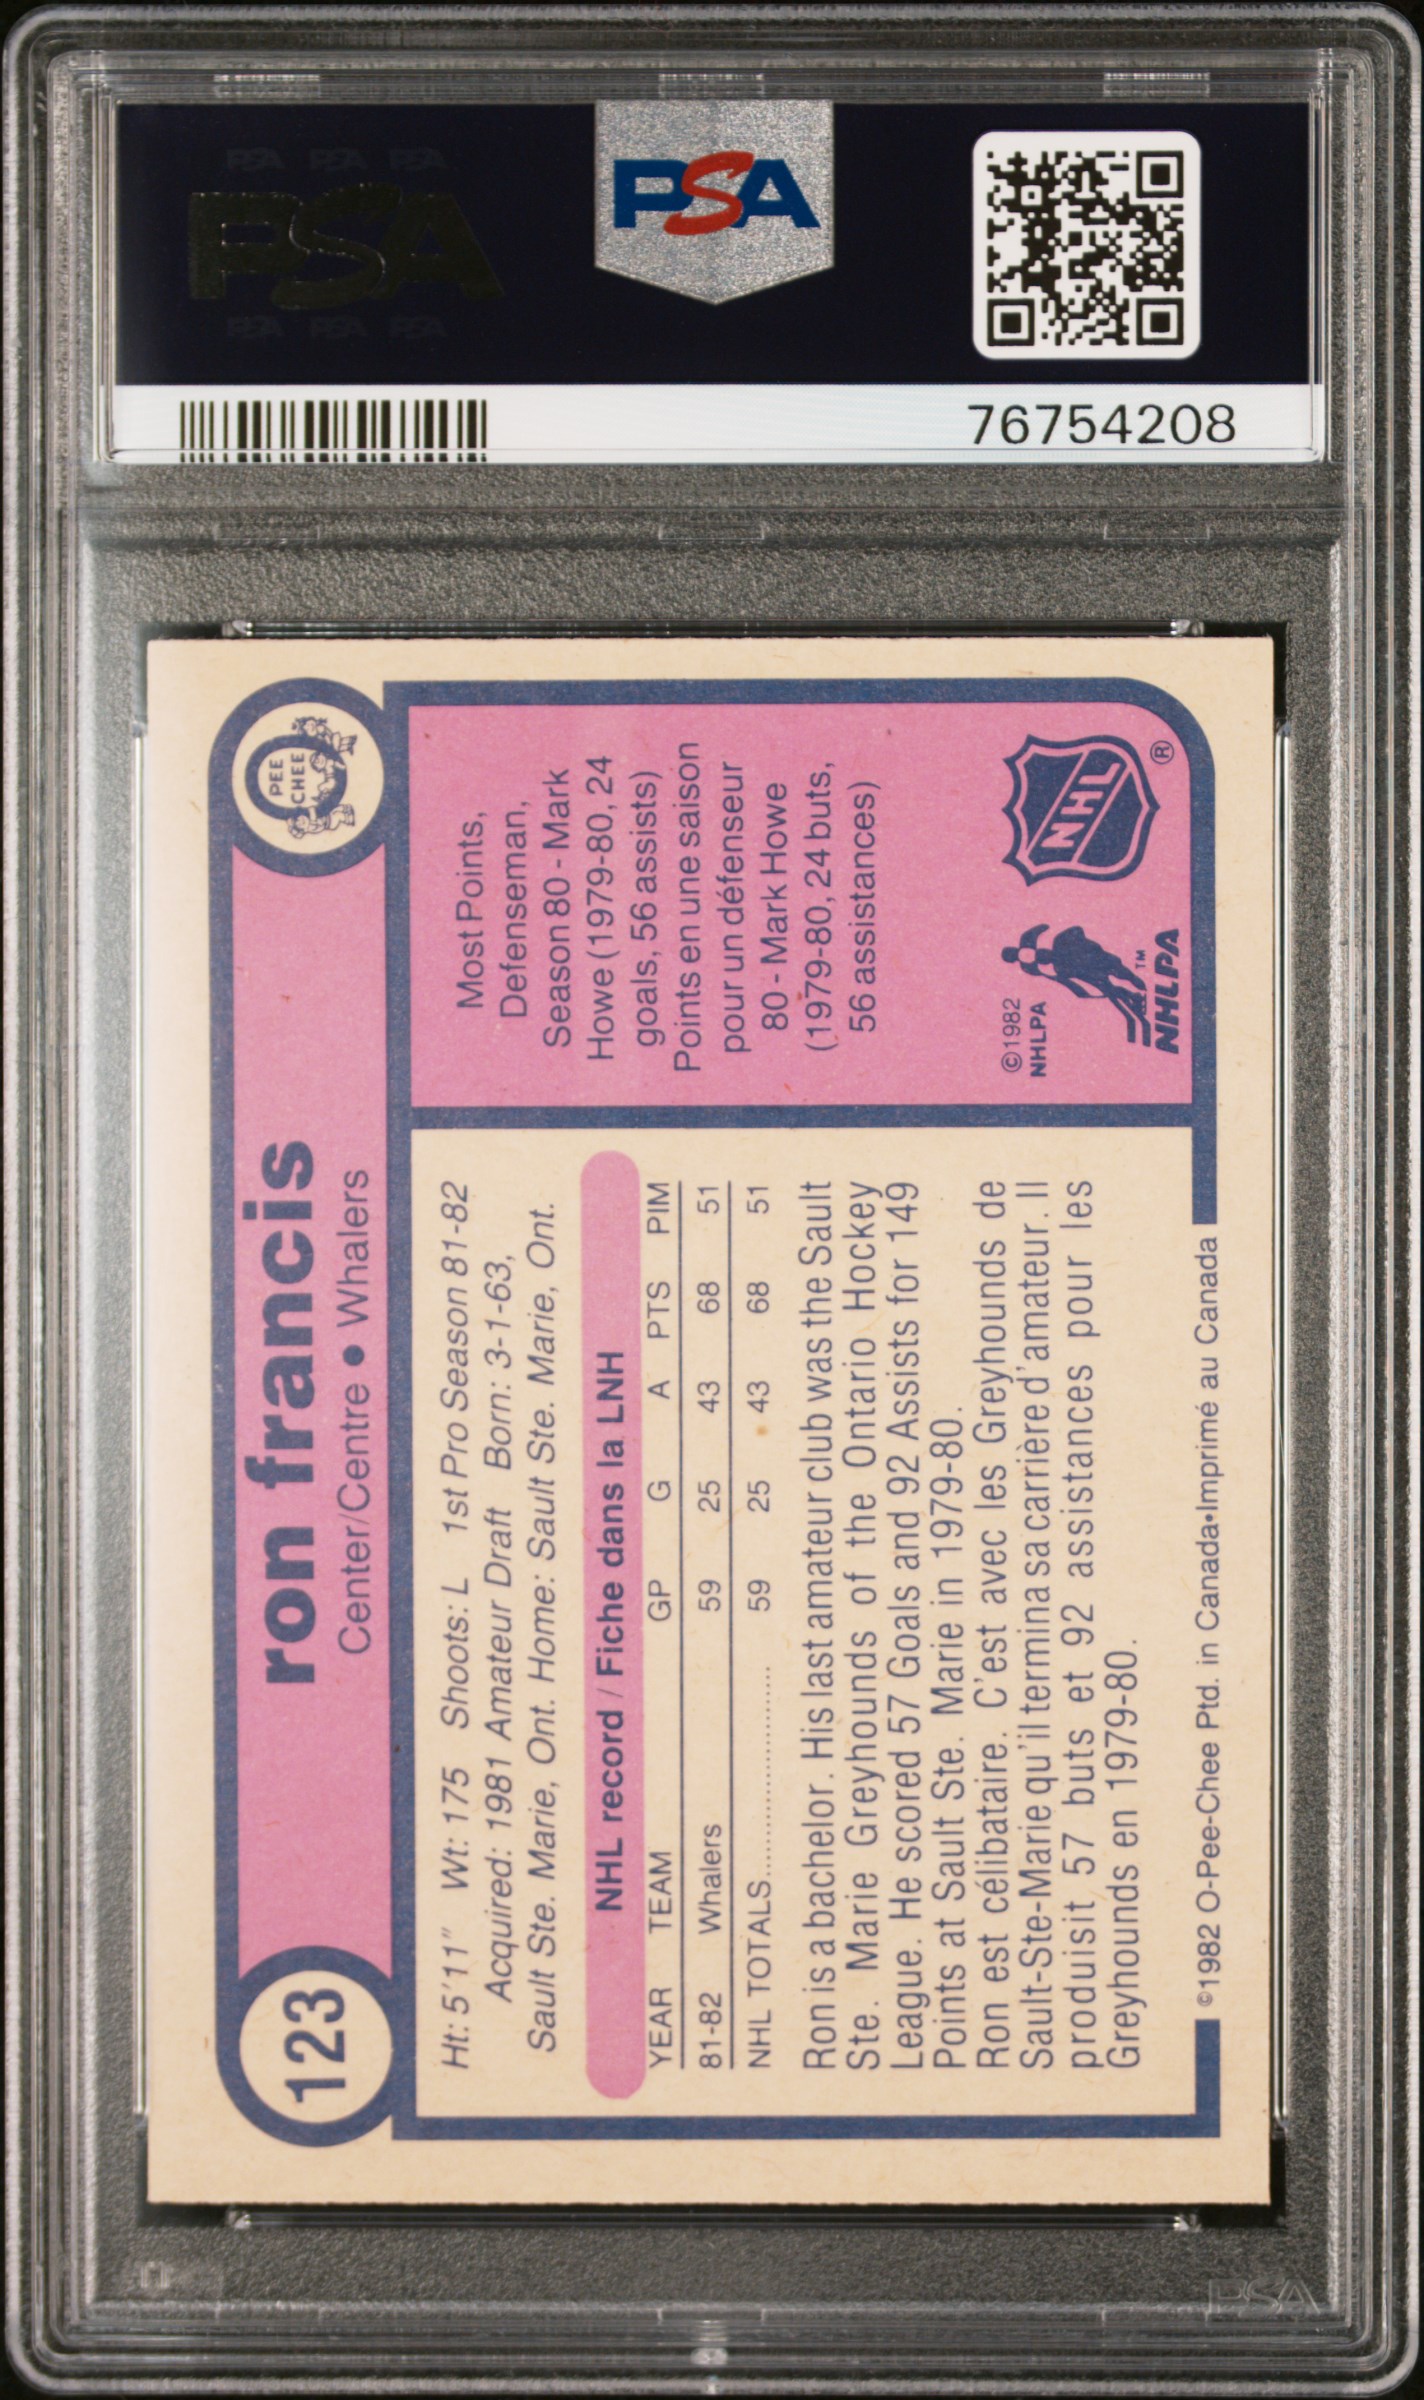 PSA PSA PSA
PSA
PSA PSA PSA
PSA
76754208
123
ron francis
Center/Centre • Whalers
O
PEE
CHEE
Ht: 5'11" Wt: 175 Shoots: L 1st Pro Season 81-82
Acquired: 1981 Amateur Draft Born: 3-1-63,
Sault Ste. Marie, Ont. Home: Sault Ste. Marie, Ont.
NHL record / Fiche dans la LNH
YEAR TEAM GP G A PTS PIM
81-82 Whalers 59 25 43 68 51
NHL TOTALS.................... 59 25 43 68 51
Ron is a bachelor. His last amateur club was the Sault
Ste. Marie Greyhounds of the Ontario Hockey
League. He scored 57 Goals and 92 Assists for 149
Points at Sault Ste. Marie in 1979-80.
Ron est célibataire. C'est avec les Greyhounds de
Sault-Ste-Marie qu'il termina sa carrière d'amateur. Il
produisit 57 buts et 92 assistances pour les
Greyhounds en 1979-80.
Most Points,
Defenseman,
Season 80 - Mark
Howe (1979-80, 24
goals, 56 assists)
Points en une saison
pour un défenseur
80 - Mark Howe
(1979-80, 24 buts,
56 assistances)
©1982
NHLPA
TM
NHLPA
NHL
®
©1982 O-Pee-Chee Ptd. in Canada•Imprimé au Canada
PSA